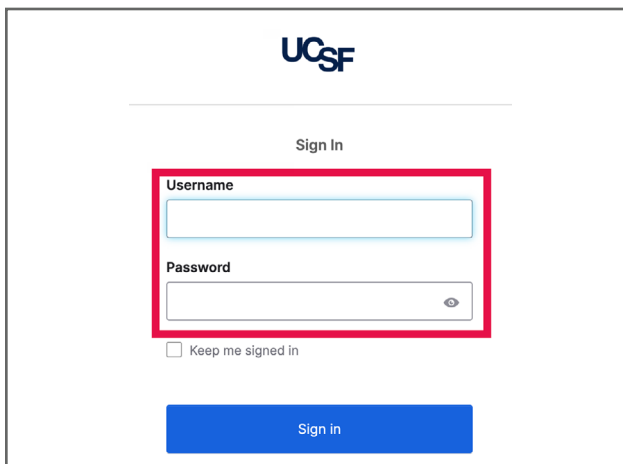 UCSF
Sign In
Username
Password
Keep me signed in
Sign in